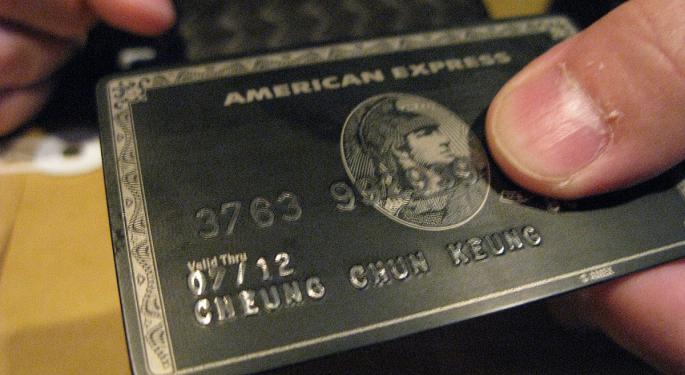 AMERICAN EXPRESS
3763
Valid Thru
07/12
CHEUNG CHUN KEUNG